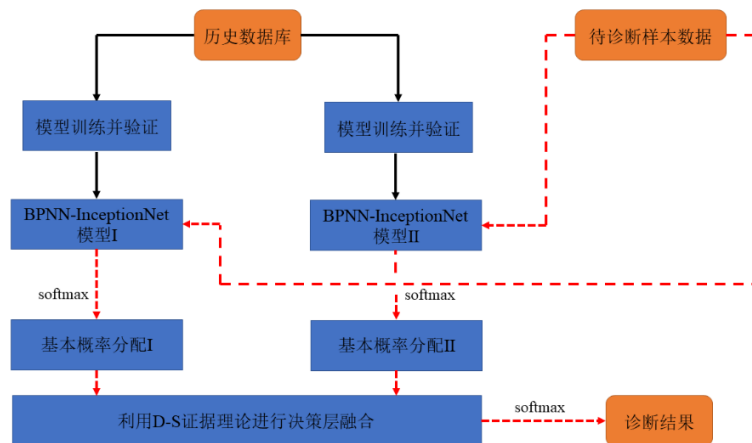 历史数据库
待诊断样本数据
模型训练并验证
模型训练并验证
BPNN-InceptionNet
模型I
BPNN-InceptionNet
模型II
softmax
softmax
基本概率分配I
基本概率分配II
利用D-S证据理论进行决策层融合
softmax
诊断结果